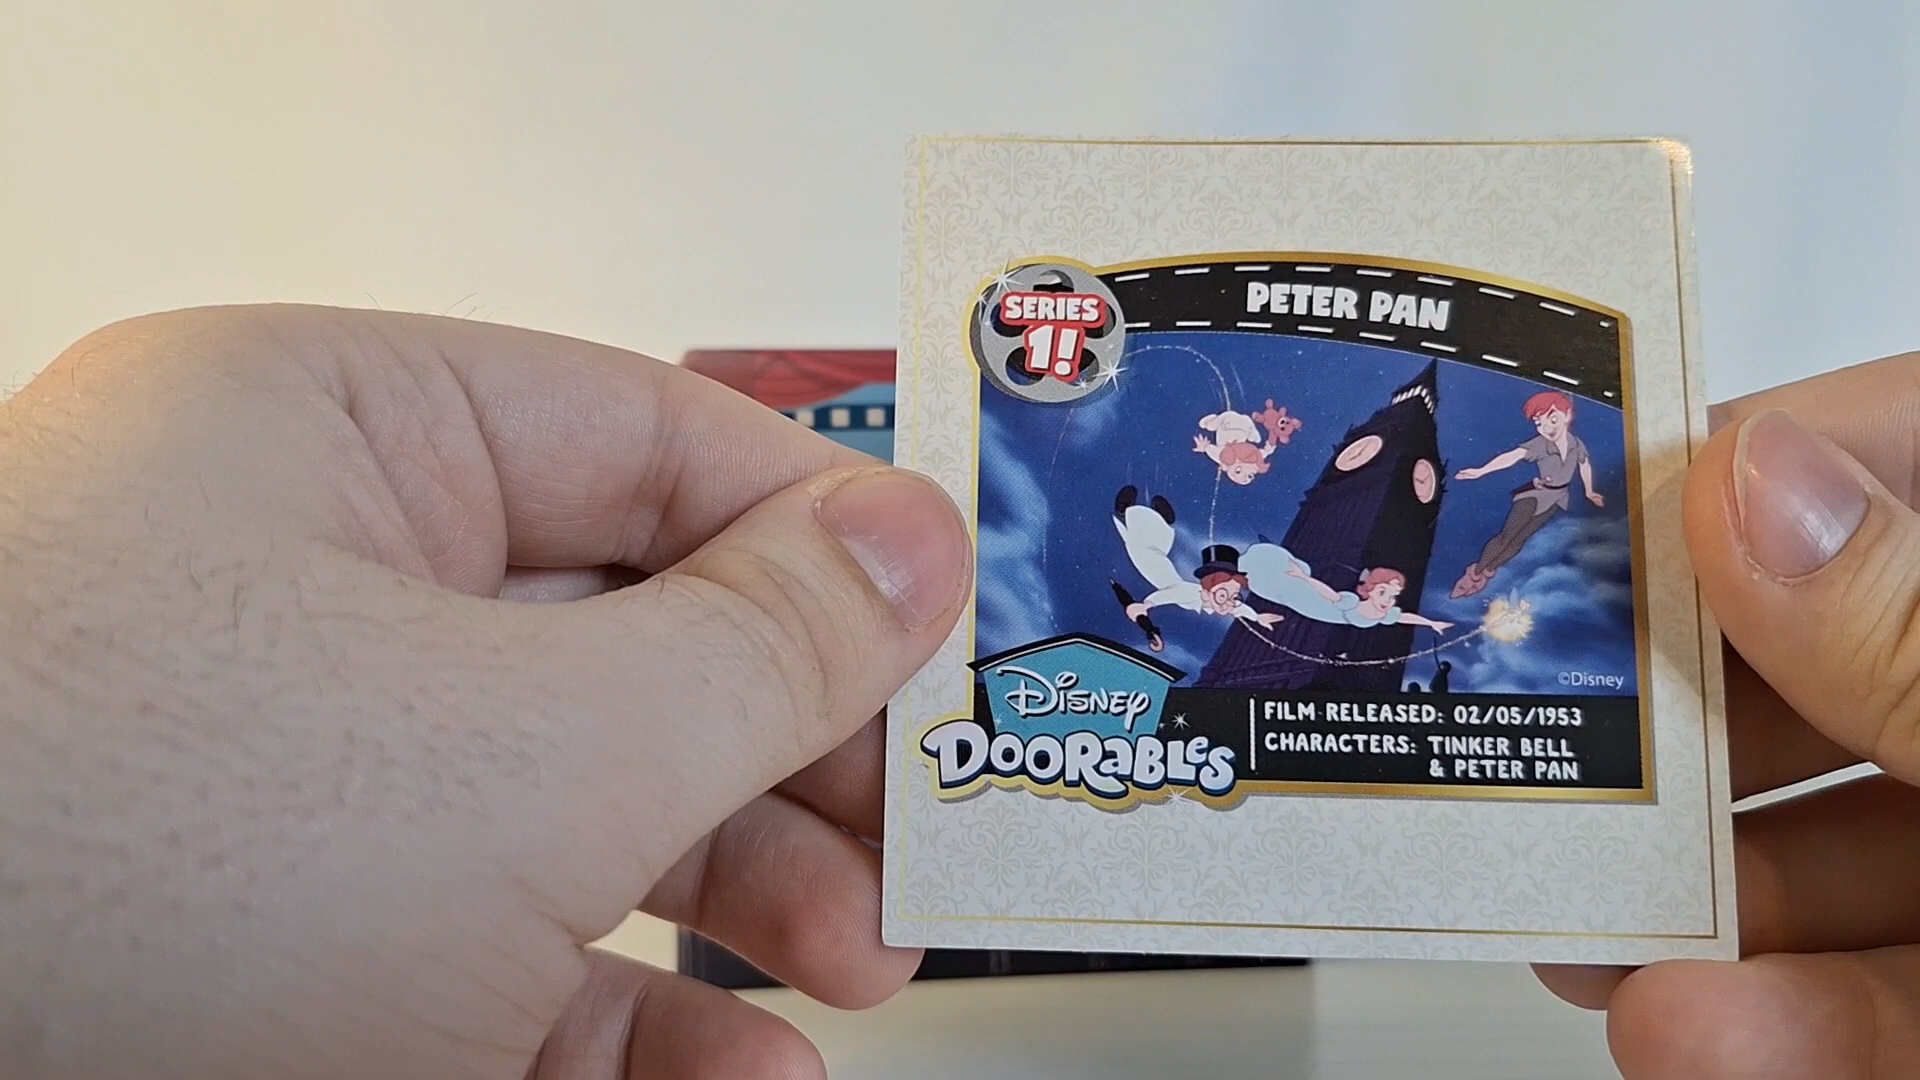 SERIES
1!
PETER PAN
©Disney
Disney
DOORABLES
FILM RELEASED: 02/05/1953
CHARACTERS: TINKER BELL
& PETER PAN